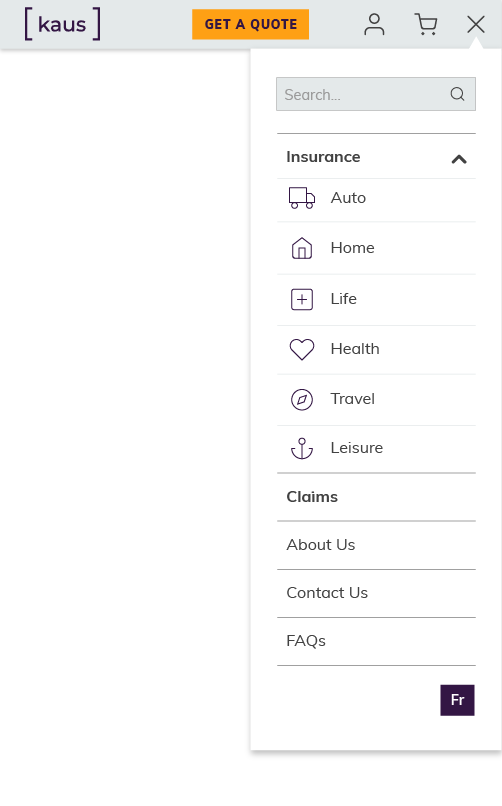 [kaus]
GET A QUOTE
Search...
Insurance
Auto
Home
Life
Health
Travel
Leisure
Claims
About Us
Contact Us
FAQs
Fr